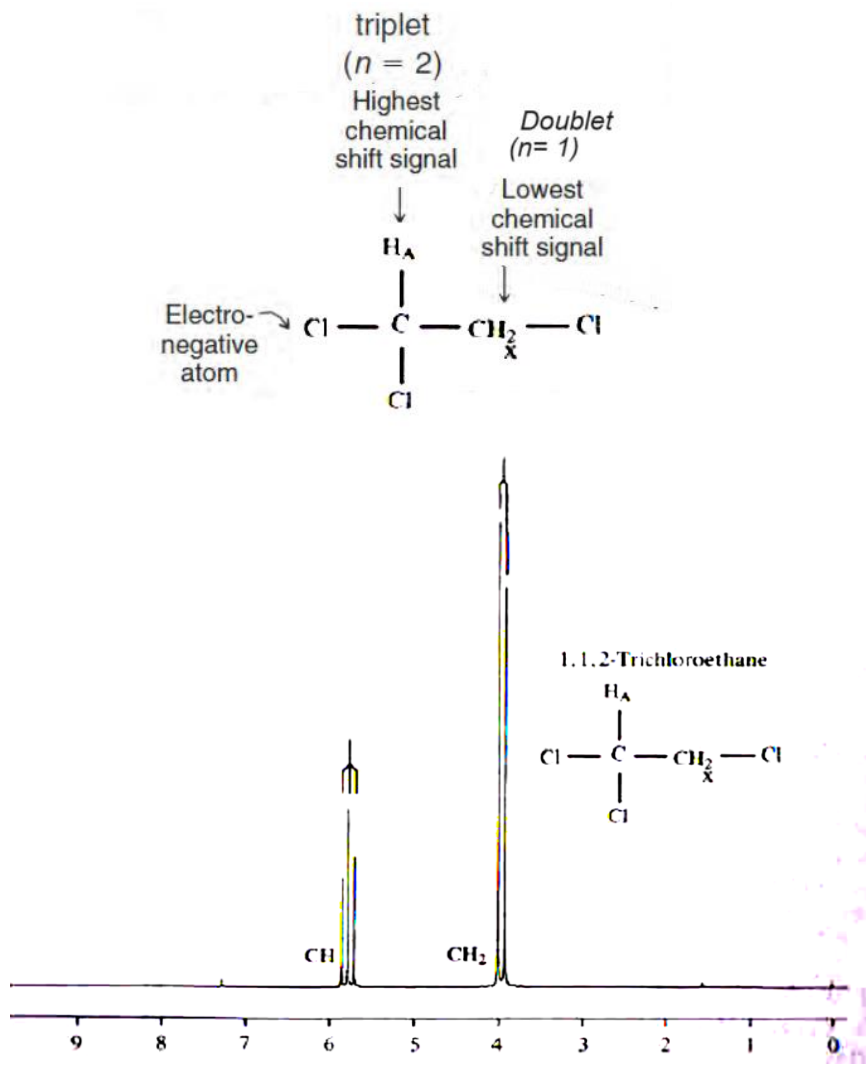 triplet
(n = 2)
Highest
chemical
shift signal
Doublet
(n= 1)
Lowest
chemical
shift signal
HA
Electro-
negative
atom
Cl — C — CH2 — Cl
X
Cl
1,1,2-Trichloroethane
HA
Cl — C — CH2 — Cl
X
Cl
CH
CH2
9 8 7 6 5 4 3 2 1 0